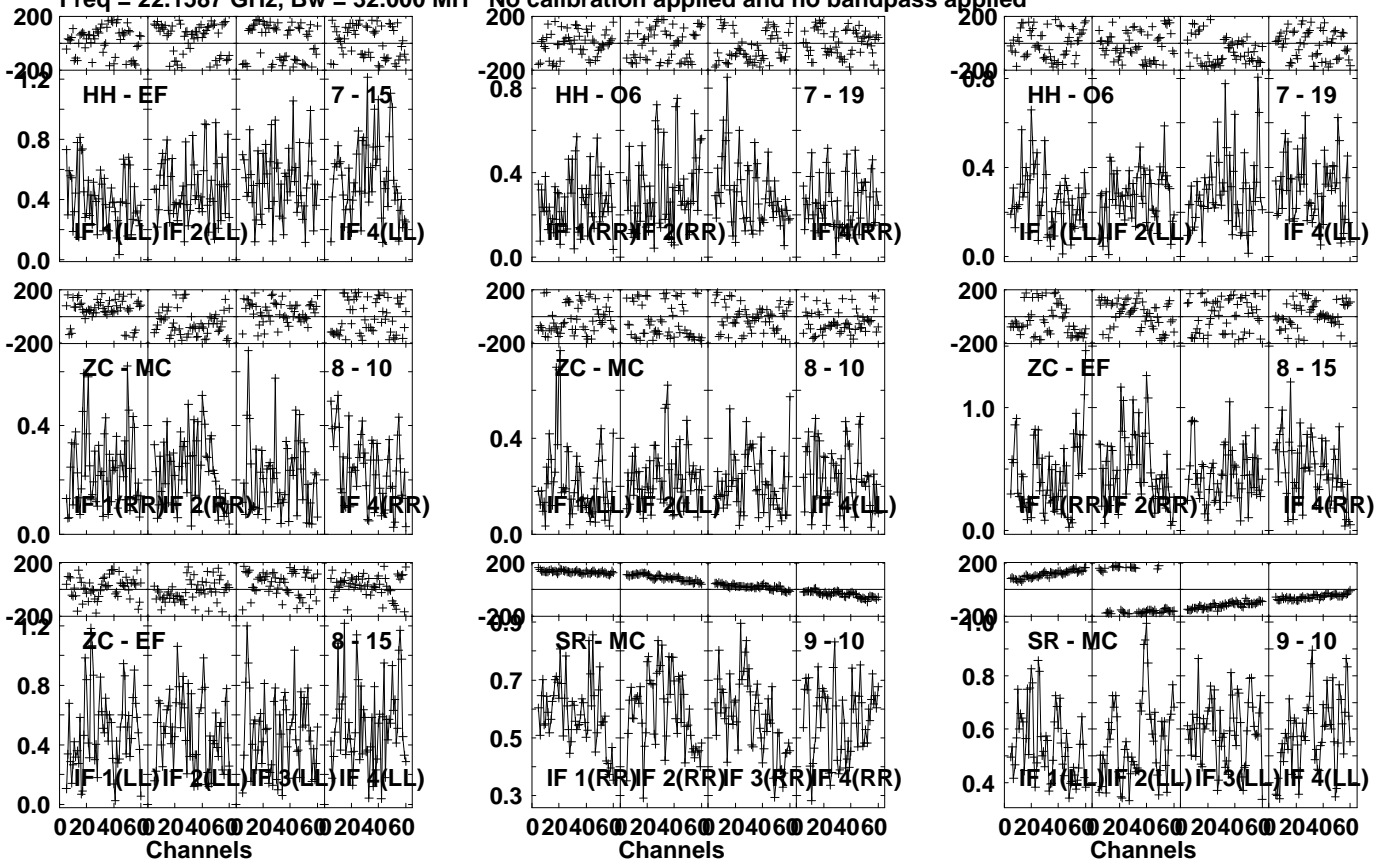 Freq = 22.1587 GHz, Bw = 32.000 MH No calibration applied and no bandpass applied
200 200 200
-200 -200 -200
1.2 0.8 0.8
HH - EF 7 - 15 HH - O6 7 - 19 HH - O6 7 - 19
0.8
0.4 0.4 0.4
IF 1(LL) IF 2(LL) IF 4(LL) IF 1(RR) IF 2(RR) IF 4(RR) IF 1(LL) IF 2(LL) IF 4(LL)
0.0 0.0 0.0
200 200 200
-200 -200 -200
ZC - MC 8 - 10 ZC - MC 8 - 10 ZC - EF 8 - 15
0.4 0.4 1.0
IF 1(RR) IF 2(RR) IF 4(RR) IF 1(LL) IF 2(LL) IF 4(LL) IF 1(RR) IF 2(RR) IF 4(RR)
0.0 0.0 0.0
200 200 200
-200 -200 -200
1.2 0.9 1.0
ZC - EF 8 - 15 SR - MC 9 - 10 SR - MC 9 - 10
0.8 0.7 0.8
0.4 0.5 0.6
IF 1(LL) IF 2(LL) IF 3(LL) IF 4(LL) IF 1(RR) IF 2(RR) IF 3(RR) IF 4(RR) IF 1(LL) IF 2(LL) IF 3(LL) IF 4(LL)
0.0 0.3 0.4
0 20 40 60 0 20 40 60 0 20 40 60 0 20 40 60 0 20 40 60 0 20 40 60 0 20 40 60 0 20 40 60 0 20 40 60 0 20 40 60 0 20 40 60 0 20 40 60
Channels Channels Channels